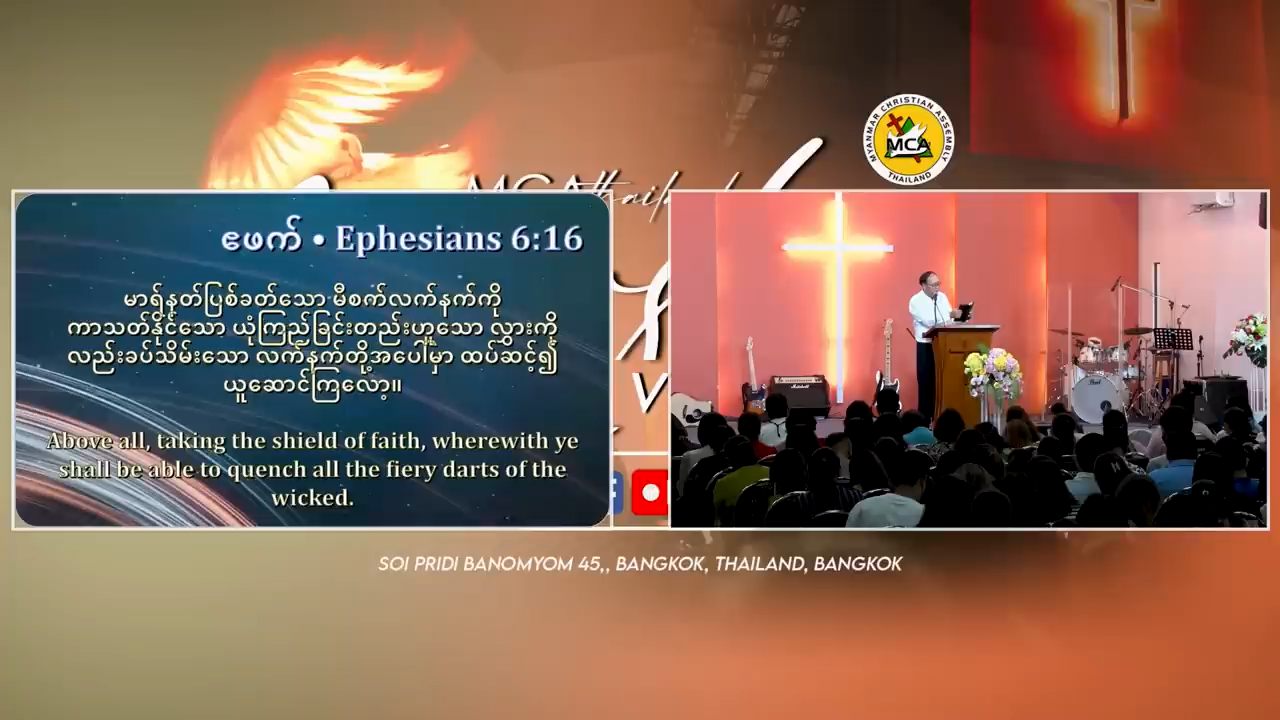 MYANMAR CHRISTIAN ASSEMBLY
MCA
THAILAND
MCA thailand
ဧဖက် • Ephesians 6:16
မာရ်နတ်ပြစ်ခတ်သော မီးစက်လက်နက်ကို
ကာသတ်နိုင်သော ယုံကြည်ခြင်းတည်းဟူသော လွှားကို
လည်းခပ်သိမ်းသော လက်နက်တို့အပေါ်မှာ ထပ်ဆင့်၍
ယူဆောင်ကြလော့။
Above all, taking the shield of faith, wherewith ye
shall be able to quench all the fiery darts of the
wicked.
Marshall
SOI PRIDI BANOMYOM 45,, BANGKOK, THAILAND, BANGKOK